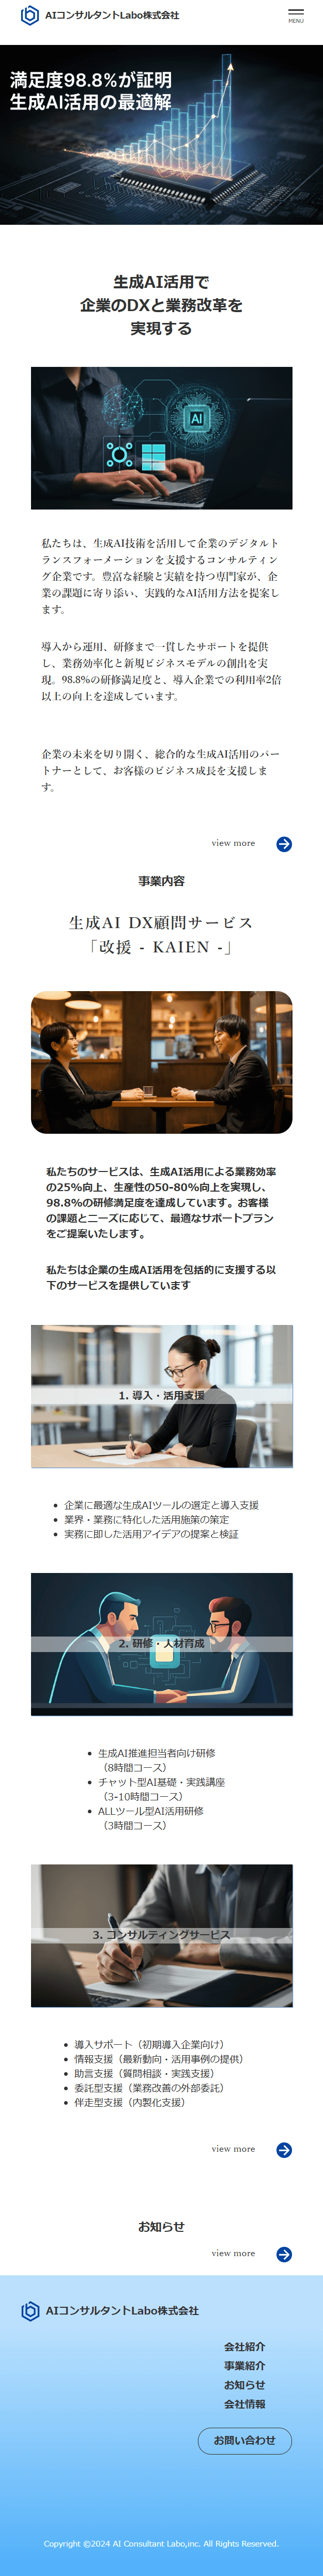 AIコンサルタントLabo株式会社
MENU
満足度98.8%が証明
生成AI活用の最適解
生成AI活用で
企業のDXと業務改革を
実現する
AI
私たちは、生成AI技術を活用して企業のデジタルト
ランスフォーメーションを支援するコンサルティン
グ企業です。豊富な経験と実績を持つ専門家が、企
業の課題に寄り添い、実践的なAI活用方法を提案し
ます。
導入から運用、研修まで一貫したサポートを提供
し、業務効率化と新規ビジネスモデルの創出を実
現。98.8%の研修満足度と、導入企業での利用率2倍
以上の向上を達成しています。
企業の未来を切り開く、総合的な生成AI活用のパー
トナーとして、お客様のビジネス成長を支援しま
す。
view more
事業内容
生成AI DX顧問サービス
「改援 - KAIEN -」
私たちのサービスは、生成AI活用による業務効率
の25%向上、生産性の50-80%向上を実現し、
98.8%の研修満足度を達成しています。お客様
の課題とニーズに応じて、最適なサポートプラン
をご提案いたします。
私たちは企業の生成AI活用を包括的に支援する以
下のサービスを提供しています
1. 導入・活用支援
• 企業に最適な生成AIツールの選定と導入支援
• 業界・業務に特化した活用施策の策定
• 実務に即した活用アイデアの提案と検証
2. 研修・人材育成
• 生成AI推進担当者向け研修
（8時間コース）
• チャット型AI基礎・実践講座
（3-10時間コース）
• ALLツール型AI活用研修
（3時間コース）
3. コンサルティングサービス
• 導入サポート（初期導入企業向け）
• 情報支援（最新動向・活用事例の提供）
• 助言支援（質問相談・実践支援）
• 委託型支援（業務改善の外部委託）
• 伴走型支援（内製化支援）
view more
お知らせ
view more
AIコンサルタントLabo株式会社
会社紹介
事業紹介
お知らせ
会社情報
お問い合わせ
Copyright ©2024 AI Consultant Labo,inc. All Rights Reserved.